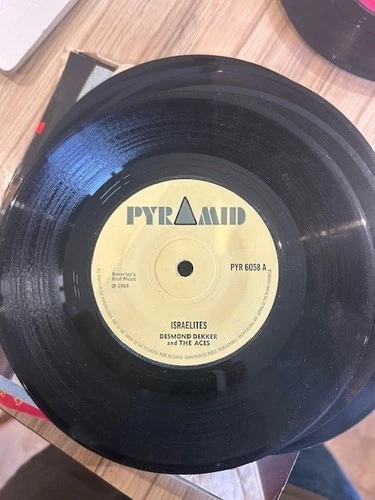 PYRAMID
Beverley's
Bird Music
℗ 1968
PYR 6058 A
ISRAELITES
DESMOND DEKKER
and THE ACES